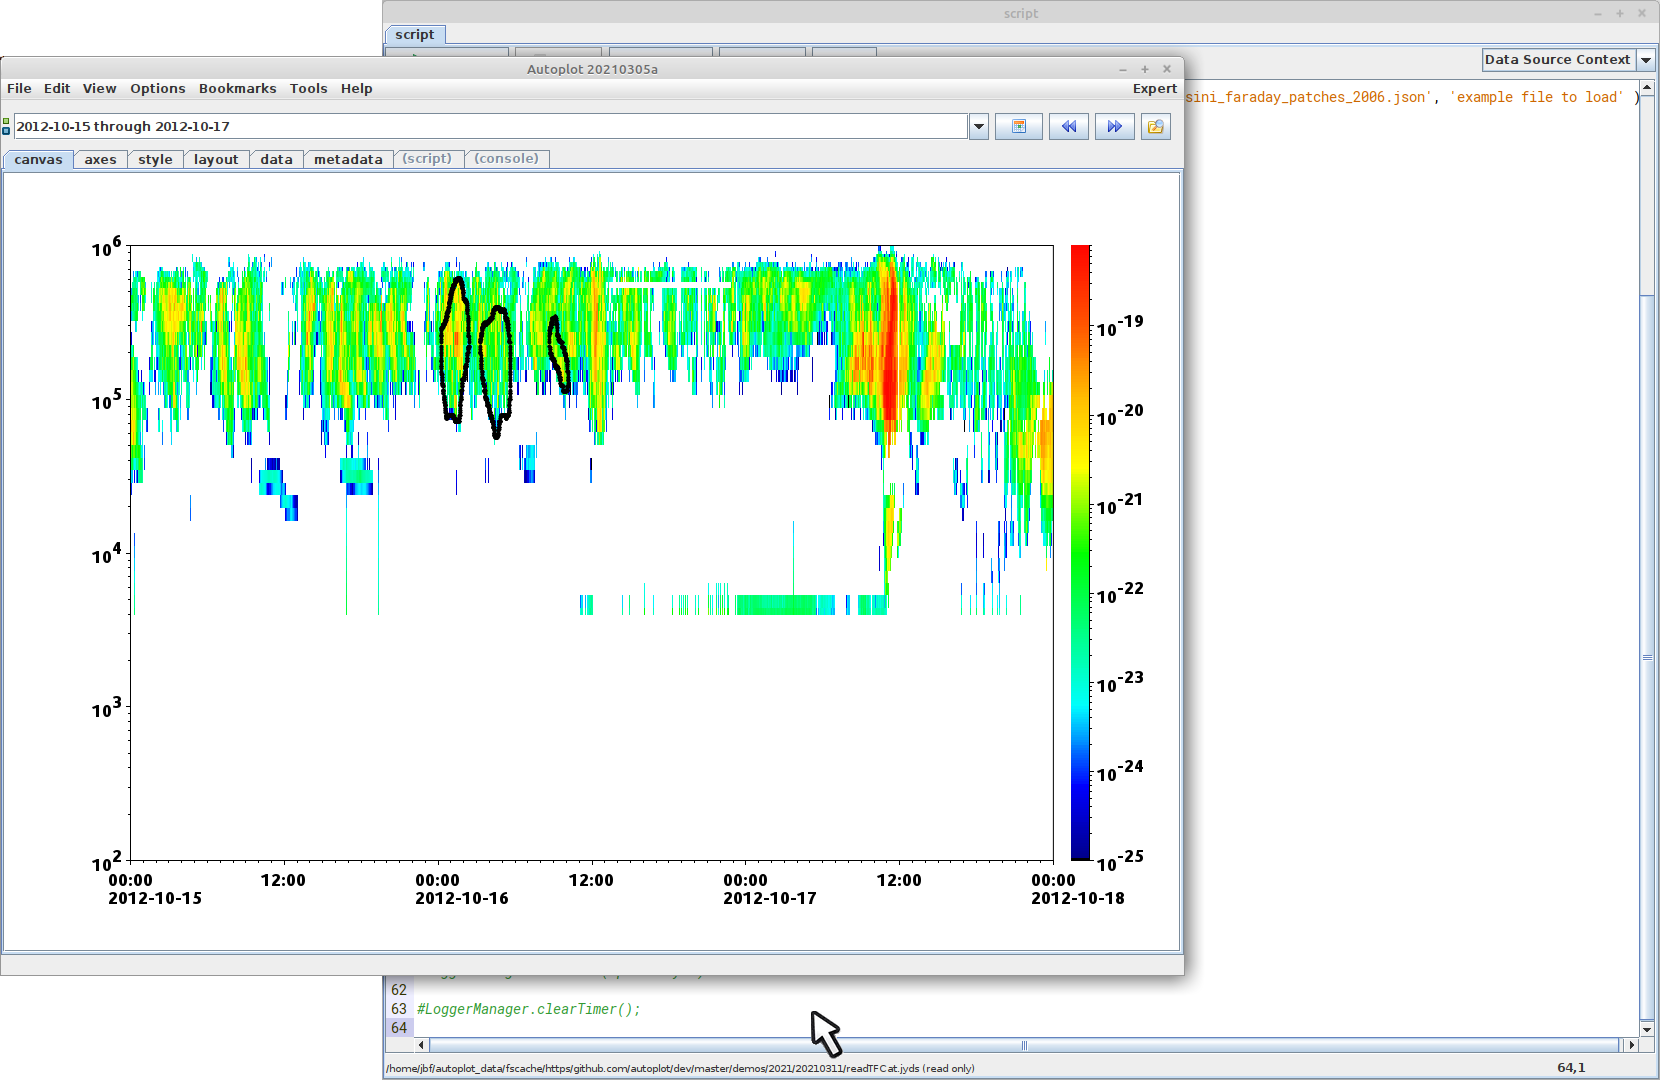 script
script
Data Source Context
sini_faraday_patches_2006.json', 'example file to load' )
Autoplot 20210305a
File Edit View Options Bookmarks Tools Help Expert
2012-10-15 through 2012-10-17
canvas axes style layout data metadata (script) (console)
10^6
10^5
10^4
10^3
10^2
10^-19
10^-20
10^-21
10^-22
10^-23
10^-24
10^-25
00:00 12:00 00:00 12:00 00:00 12:00 00:00
2012-10-15 2012-10-16 2012-10-17 2012-10-18
62
63 #LoggerManager.clearTimer();
64
/home/jbf/autoplot_data/fscache/https/github.com/autoplot/dev/master/demos/2021/20210311/readTFCat.jyds (read only) 64,1